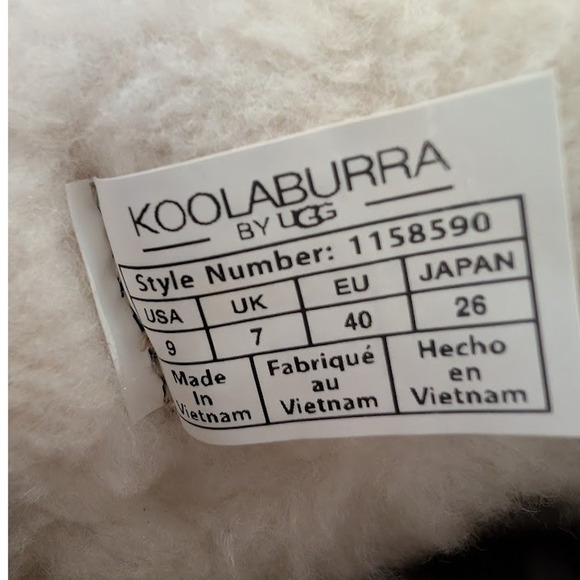 KOOLABURRA
BY UGG
Style Number: 1158590
USA UK EU JAPAN
9 7 40 26
Made In Vietnam
Fabriqué au Vietnam
Hecho en Vietnam